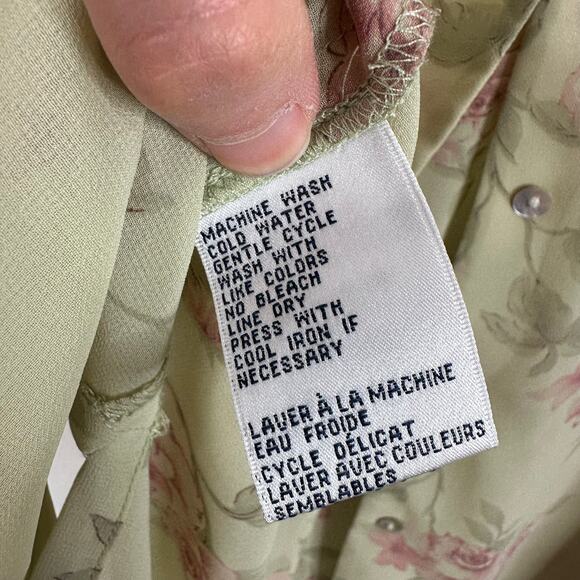 MACHINE WASH
COLD WATER
GENTLE CYCLE
WASH WITH
LIKE COLORS
NO BLEACH
LINE DRY
PRESS WITH
COOL IRON IF
NECESSARY
LAVER À LA MACHINE
EAU FROIDE
CYCLE DÉLICAT
LAVER AVEC COULEURS
SEMBLABLES